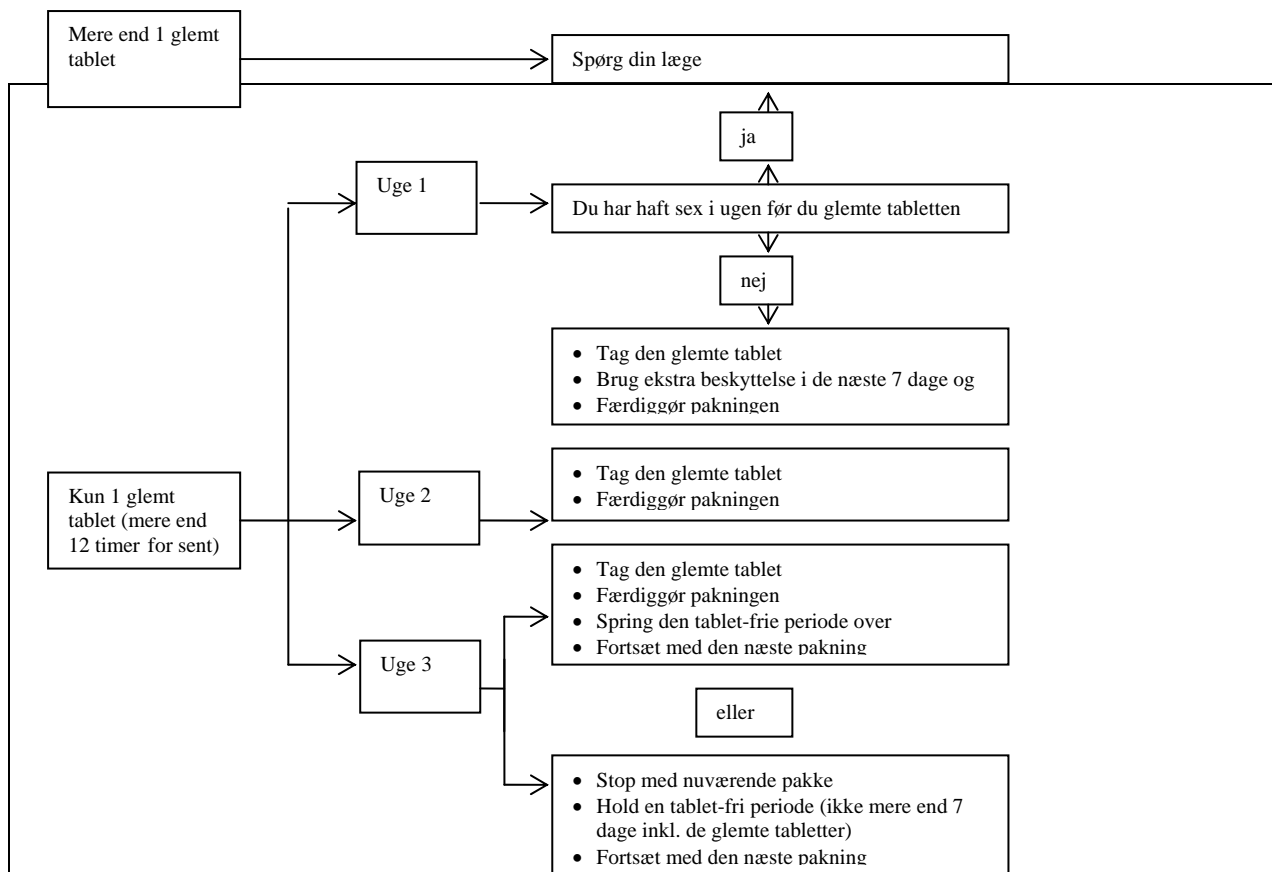 Mere end 1 glemt
tablet
Spørg din læge
ja
Uge 1
Du har haft sex i ugen før du glemte tabletten
nej
• Tag den glemte tablet
• Brug ekstra beskyttelse i de næste 7 dage og
• Færdiggør pakningen
Kun 1 glemt
tablet (mere end
12 timer for sent)
Uge 2
• Tag den glemte tablet
• Færdiggør pakningen
Uge 3
• Tag den glemte tablet
• Færdiggør pakningen
• Spring den tablet-frie periode over
• Fortsæt med den næste pakning
eller
• Stop med nuværende pakke
• Hold en tablet-fri periode (ikke mere end 7
dage inkl. de glemte tabletter)
• Fortsæt med den næste pakning